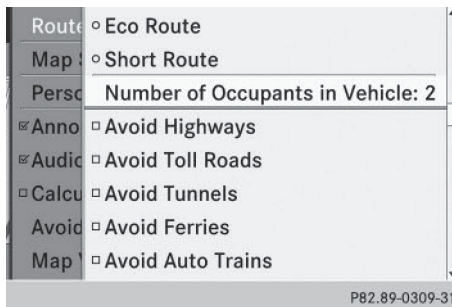 Route Eco Route
Map Short Route
Perso Number of Occupants in Vehicle: 2
Anno Avoid Highways
Audio Avoid Toll Roads
Calcu Avoid Tunnels
Avoid Avoid Ferries
Map Avoid Auto Trains
P82.89-0309-31